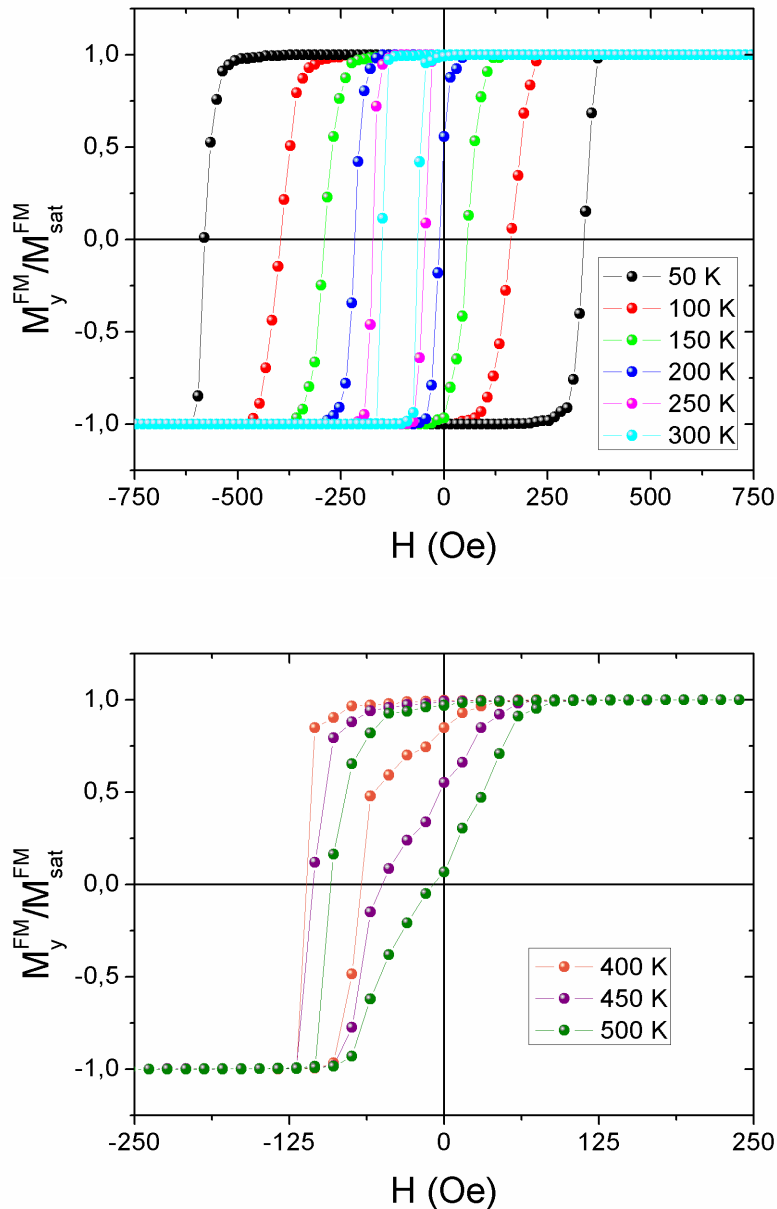 1,0
0,5
0,0
-0,5
-1,0
M_y^FM/M_sat^FM
50 K
100 K
150 K
200 K
250 K
300 K
-750 -500 -250 0 250 500 750
H (Oe)
1,0
0,5
0,0
-0,5
-1,0
M_y^FM/M_sat^FM
400 K
450 K
500 K
-250 -125 0 125 250
H (Oe)